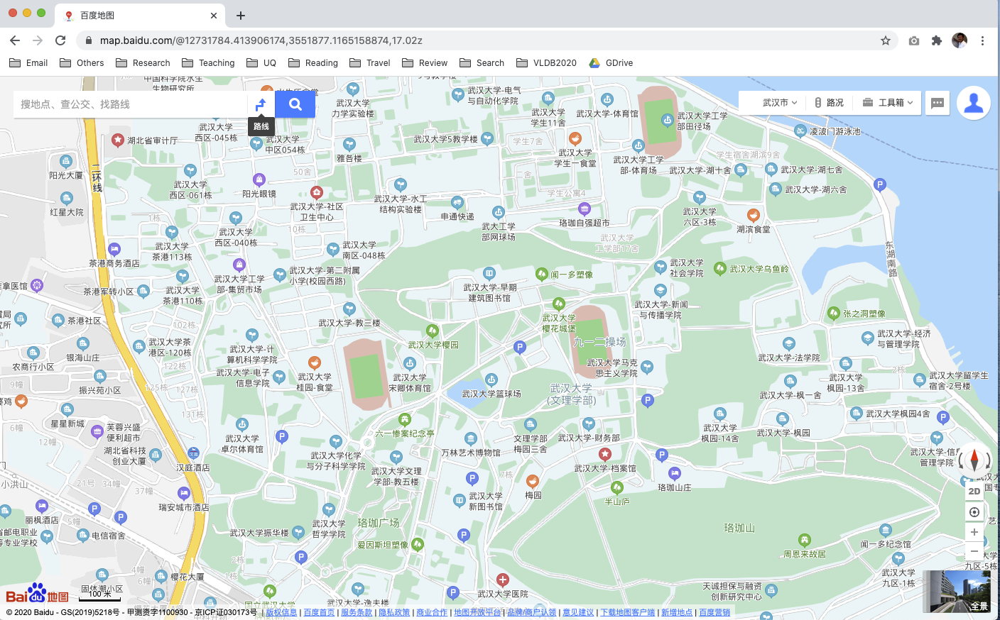 百度地图
map.baidu.com/@12731784.413906174,3551877.1165158874,17.02z
Email
Others
Research
Teaching
UQ
Reading
Travel
Review
Search
VLDB2020
GDrive
中国科学院水生
生物研究所
搜地点、查公交、找路线
路线
武汉市
路况
工具箱
武汉大学
力学实验楼
武汉大学-电气
与自动化学院
武汉大学
学生11舍
武汉大学-体育馆
武汉大学工学
部田径场
凌波门游泳池
湖北省审计厅
武汉大学
西区-045栋
武汉大学
中区054栋
武汉大学5教学楼
学生7舍
武汉大学
学生一食堂
武汉大学工学
部-体育场
学生宿舍湖滨9舍
二环线
阳光大厦
武汉大学
西区-061栋
阳光眼镜
50舍
雅各楼
武汉大学-湖十舍
武汉大学-湖七舍
武汉大学-湖六舍
红星大院
武汉大学-社区
卫生中心
武汉大学-水工
结构实验楼
申通快递
武大工学
部网球场
学生公寓4
珞珈自强超市
武汉大学
六区-3栋
湖滨食堂
1栋
武汉大学
西区-040栋
10栋
武汉大学
茶港113栋
武汉大学
南区-048栋
武汉大学
工学部17舍
东湖南路
茶港商务酒店
武汉大学工学
部-集贸市场
武汉大学-第二附属
小学(校园西路)
武汉大学-早期
建筑图书馆
闻一多塑像
武汉大学
社会学院
武汉大学乌鱼岭
茶港军转小区
武汉大学
茶港110栋
武汉大学-教三楼
武汉大学
樱花城堡
武汉大学-新闻
与传播学院
张之洞塑像
茶港社区
102栋
武汉大学茶
港区-120栋
武汉大学-计
算机科学学院
武汉大学樱园
九一二操场
武汉大学-经济
与管理学院
银海山庄
武汉大学-法学院
农商行小区
122栋
武汉大学-电子
信息学院
武汉大学
桂园-食堂
武汉大学
宋卿体育馆
武汉大学马克
思主义学院
武汉大学
枫园-13舍
2栋
武汉大学留学生
宿舍-2号楼
9幢
振兴苑小区
125栋
127栋
武汉大学篮球场
武汉大学
(文理学部)
武汉大学-枫一舍
星星新城
131栋
武汉大学
枫园-14舍
武汉大学枫园4舍
武汉大学-枫园
6幢
12幢
芙蓉兴盛
便利超市
武汉大学
卓尔体育馆
六一惨案纪念亭
文理学部
梅园三舍
武汉大学-财务部
湖北省科技
创业大厦
武汉大学化学
与分子科学学院
万林艺术博物馆
管理学院
汉庭酒店
武汉大学文理
学部-教五楼
7栋
武汉大学-档案馆
珞珈山庄
小洪山
21号
34幢
37幢
梅园
半山庐
瑞安城市酒店
武汉大学
新图书馆
2D
丽枫酒店
5幢
电信宿舍
武汉大学振华楼
武汉大学
哲学学院
珞珈广场
珞珈山
闻一多纪念馆
爱因斯坦塑像
周恩来故居
4幢
6幢
2栋
1栋
固体潮小区
樱花大厦
武汉大学
九区-1栋
九区-5栋
Bai du 地图
100 米
国立武汉大学
武汉大学-逸夫楼
武汉大学医院
天诚担保与融资
创新研究中心
全景
© 2020 Baidu - GS(2019)5218号 - 甲测资字1100930 - 京ICP证030173号 | 版权信息 | 百度首页 | 服务条款 | 隐私政策 | 商业合作 | 地图开放平台 | 品牌/商户认领 | 意见建议 | 下载地图客户端 | 新增地点 | 百度营销